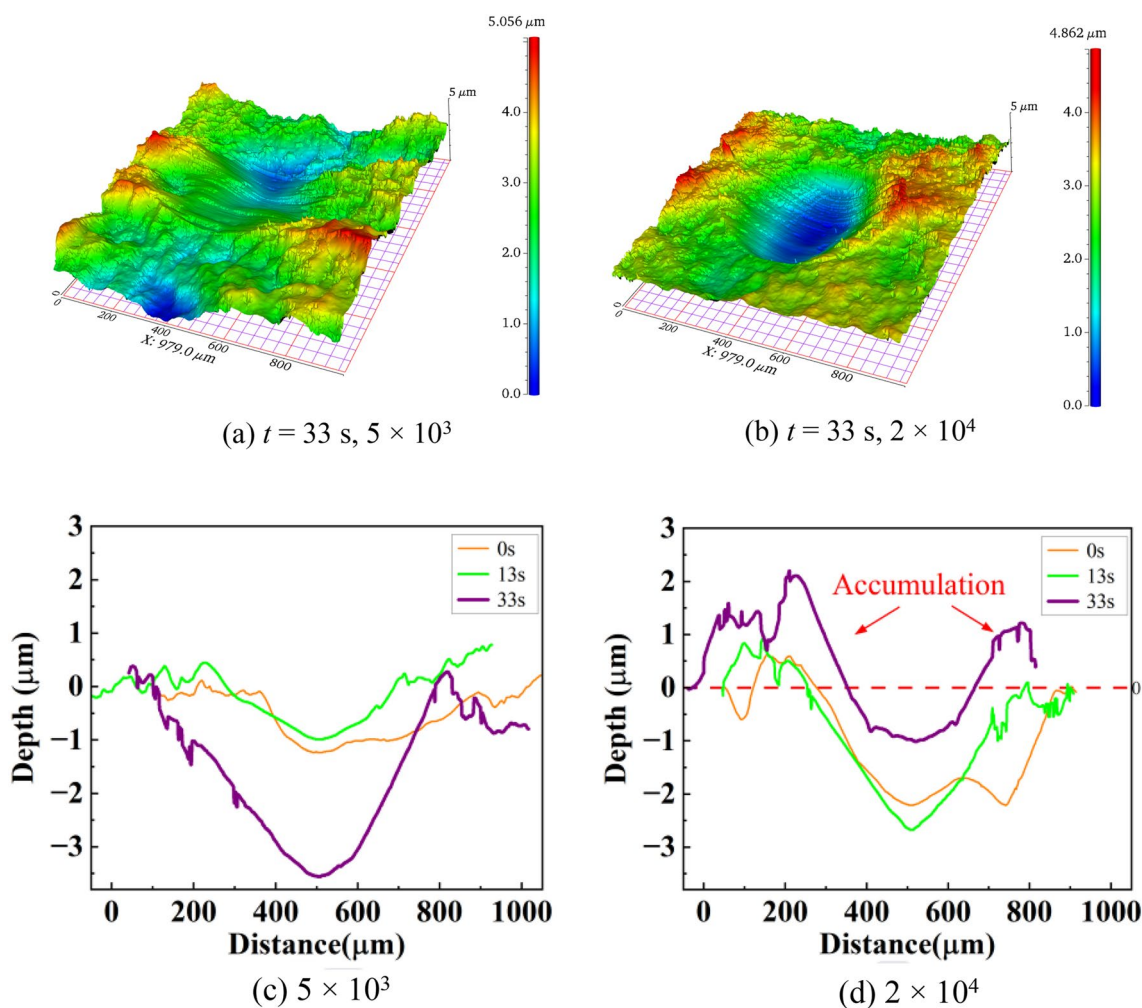 5.056 μm
4.0
3.0
2.0
1.0
0.0
5 μm
0
200
400
600
800
X: 979.0 μm
(a) t = 33 s, 5 × 10³
4.862 μm
4.0
3.0
2.0
1.0
0.0
5 μm
0
200
400
600
800
X: 979.0 μm
(b) t = 33 s, 2 × 10⁴
3
2
1
0
−1
−2
−3
Depth (μm)
0s
13s
33s
0 200 400 600 800 1000
Distance(μm)
(c) 5 × 10³
3
2
1
0
−1
−2
−3
Depth (μm)
0s
13s
33s
Accumulation
0
0 200 400 600 800 1000
Distance(μm)
(d) 2 × 10⁴